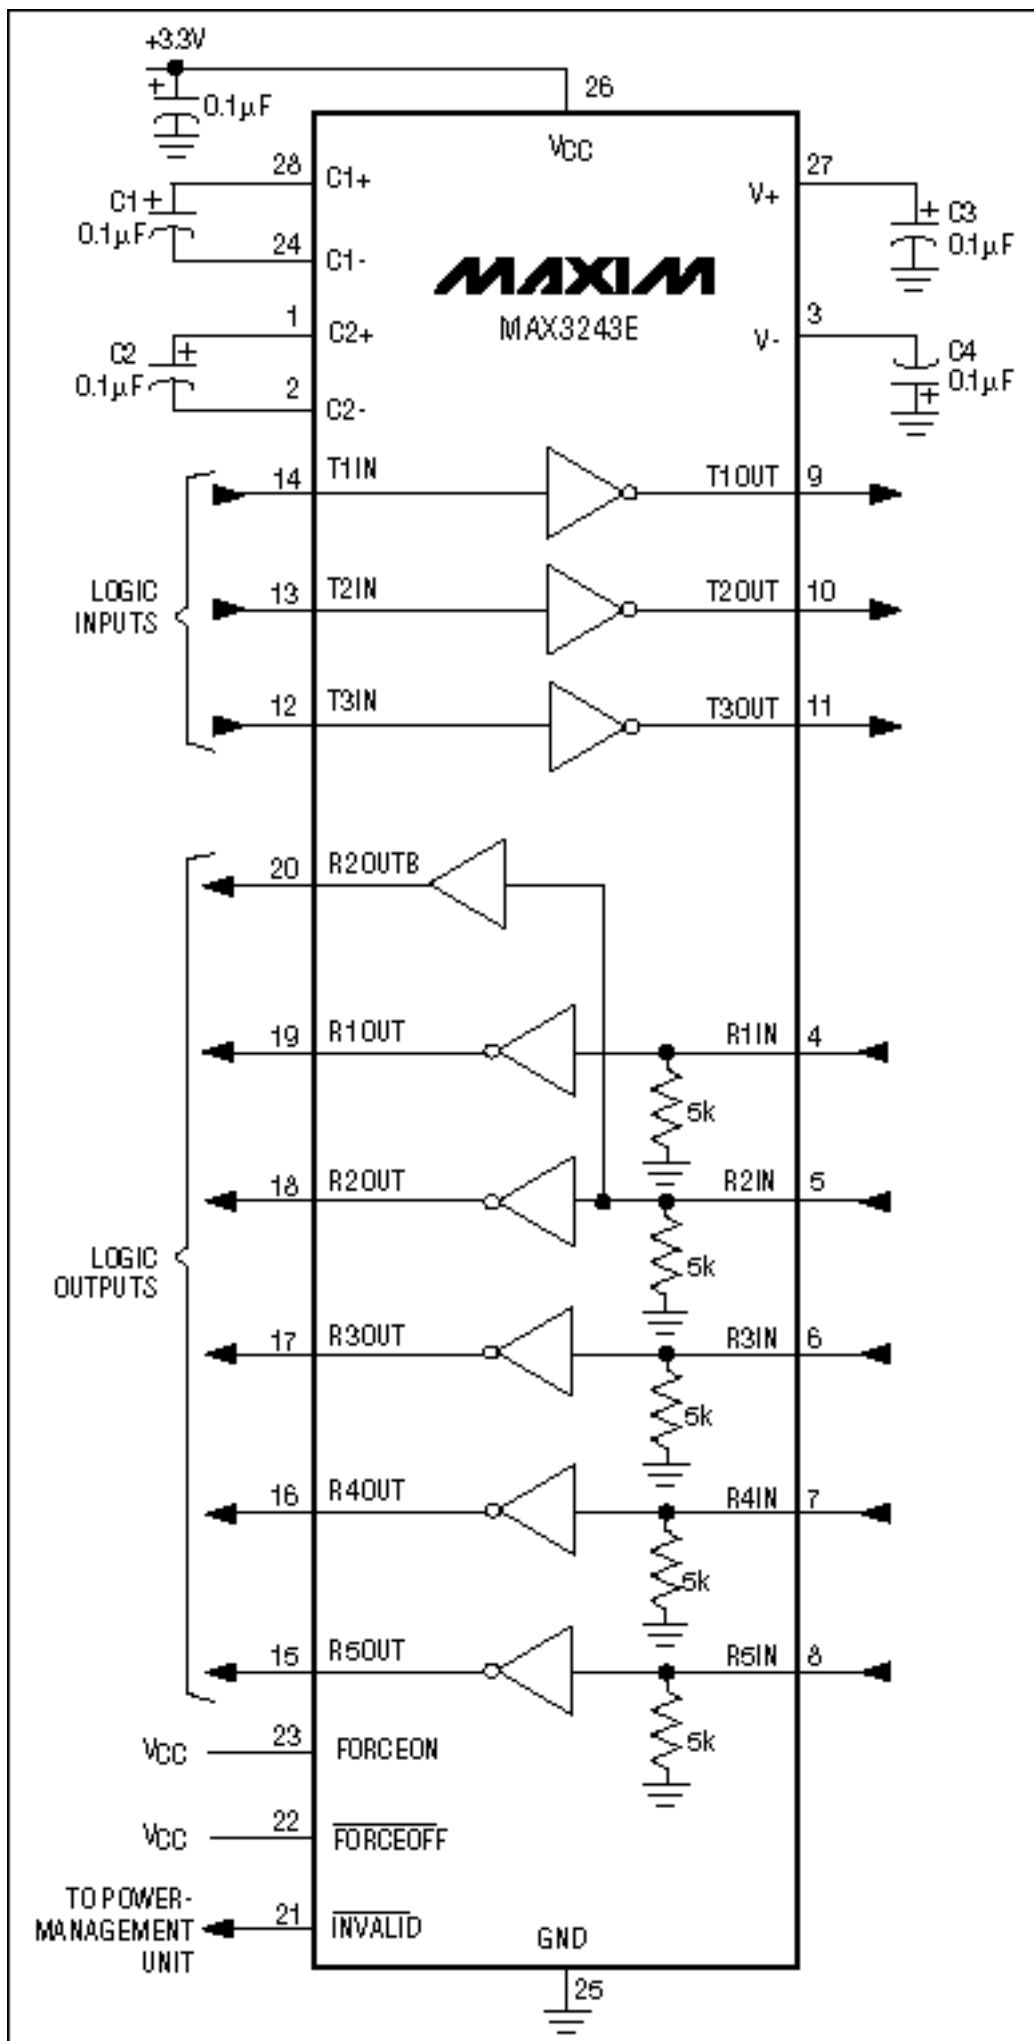 +3.3V
+
0.1µF
26
VCC
28
C1+
27
V+
C1
+
0.1µF
+
C3
0.1µF
24
C1-
MAXIM
MAX3243E
1
C2+
3
V-
C2
+
0.1µF
C4
0.1µF
+
2
C2-
14
T1IN
T1OUT
9
LOGIC
INPUTS
13
T2IN
T2OUT
10
12
T3IN
T3OUT
11
20
R2OUTB
19
R1OUT
R1IN
4
5k
18
R2OUT
R2IN
5
LOGIC
OUTPUTS
5k
17
R3OUT
R3IN
6
5k
16
R4OUT
R4IN
7
5k
15
R5OUT
R5IN
8
5k
VCC
23
FORCEON
VCC
22
FORCEOFF
TO POWER-
MANAGEMENT
UNIT
21
INVALID
GND
25